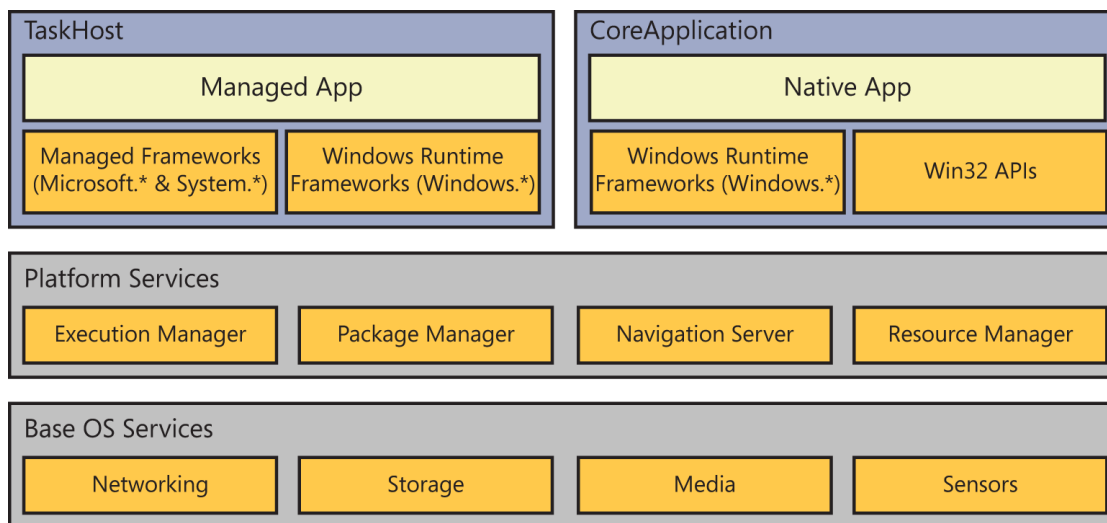 TaskHost
Managed App
Managed Frameworks
(Microsoft.* & System.*)
Windows Runtime
Frameworks (Windows.*)
CoreApplication
Native App
Windows Runtime
Frameworks (Windows.*)
Win32 APIs
Platform Services
Execution Manager
Package Manager
Navigation Server
Resource Manager
Base OS Services
Networking
Storage
Media
Sensors